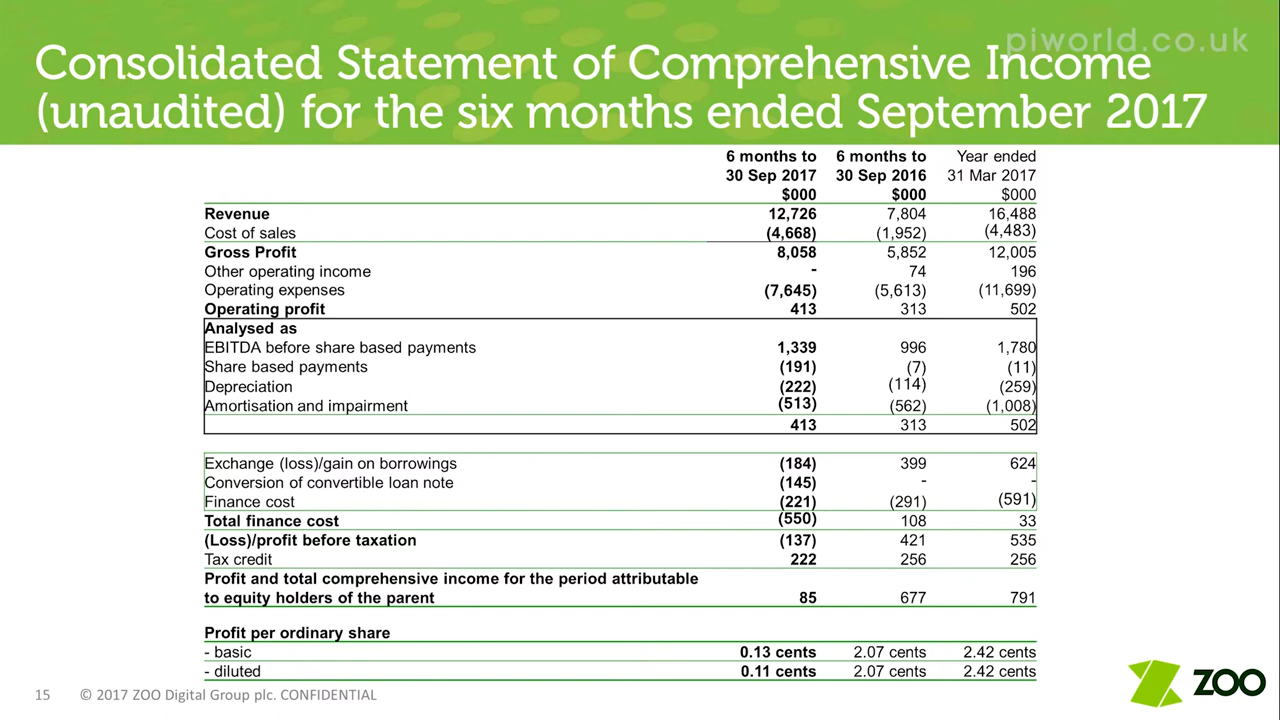 piworld.co.uk
Consolidated Statement of Comprehensive Income
(unaudited) for the six months ended September 2017
6 months to 6 months to Year ended
30 Sep 2017 30 Sep 2016 31 Mar 2017
$000 $000 $000
Revenue 12,726 7,804 16,488
Cost of sales (4,668) (1,952) (4,483)
Gross Profit 8,058 5,852 12,005
Other operating income - 74 196
Operating expenses (7,645) (5,613) (11,699)
Operating profit 413 313 502
Analysed as
EBITDA before share based payments 1,339 996 1,780
Share based payments (191) (7) (11)
Depreciation (222) (114) (259)
Amortisation and impairment (513) (562) (1,008)
413 313 502
Exchange (loss)/gain on borrowings (184) 399 624
Conversion of convertible loan note (145) - -
Finance cost (221) (291) (591)
Total finance cost (550) 108 33
(Loss)/profit before taxation (137) 421 535
Tax credit 222 256 256
Profit and total comprehensive income for the period attributable
to equity holders of the parent 85 677 791
Profit per ordinary share
- basic 0.13 cents 2.07 cents 2.42 cents
- diluted 0.11 cents 2.07 cents 2.42 cents
15 © 2017 ZOO Digital Group plc. CONFIDENTIAL
ZOO